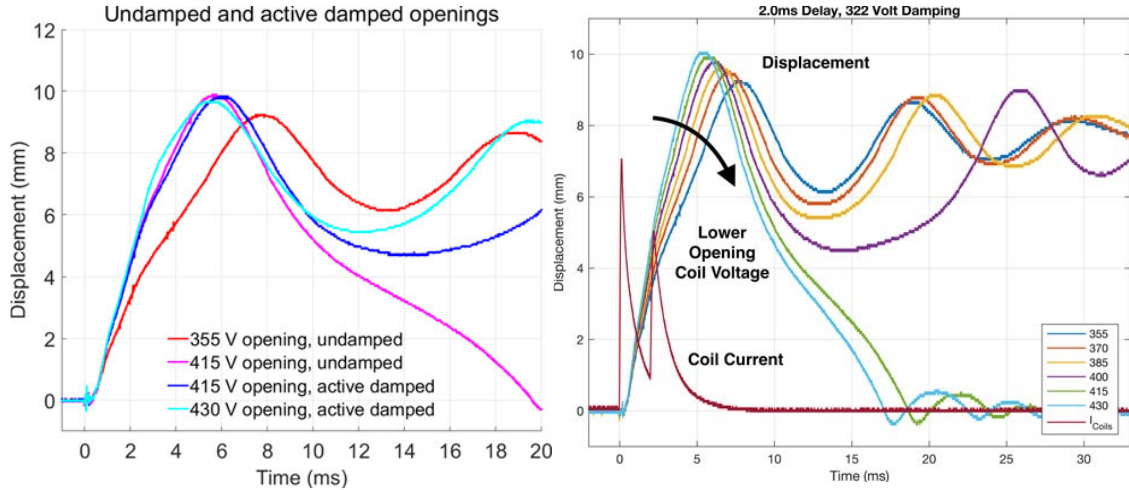 Undamped and active damped openings
Displacement (mm)
12
10
8
6
4
2
0
355 V opening, undamped
415 V opening, undamped
415 V opening, active damped
430 V opening, active damped
0 2 4 6 8 10 12 14 16 18 20
Time (ms)
2.0ms Delay, 322 Volt Damping
Displacement (mm)
10
8
6
4
2
0
Displacement
Lower
Opening
Coil Voltage
Coil Current
355
370
385
400
415
430
I_Coils
0 5 10 15 20 25 30
Time (ms)